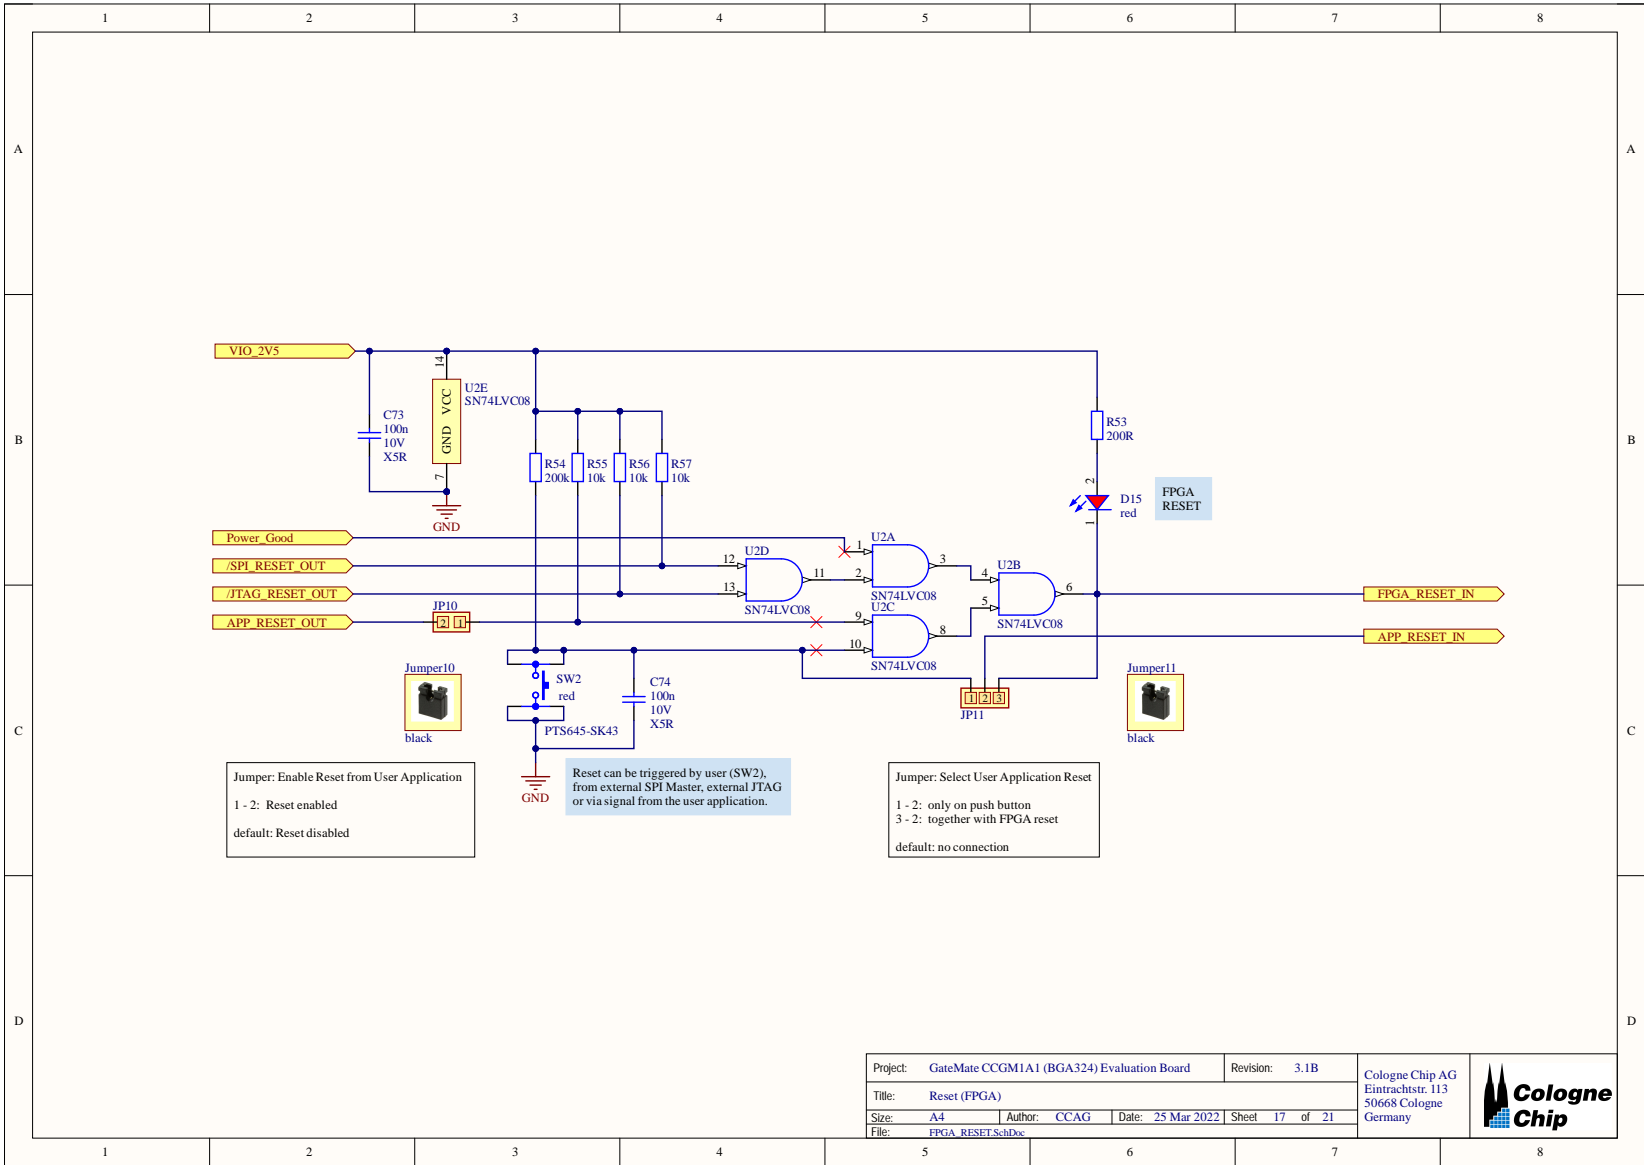 1 2 3 4 5 6 7 8
A A
B B
C C
D D
VIO_2V5
14
VCC
GND
7
U2E
SN74LVC08
C73
100n
10V
X5R
GND
R54
200k
R55
10k
R56
10k
R57
10k
R53
200R
2
D15
red
1
FPGA
RESET
Power_Good
/SPI_RESET_OUT
/JTAG_RESET_OUT
APP_RESET_OUT
JP10
2 1
12
13
U2D
11
SN74LVC08
1
2
U2A
3
SN74LVC08
9
10
U2C
8
SN74LVC08
4
5
U2B
6
SN74LVC08
FPGA_RESET_IN
APP_RESET_IN
Jumper10
black
SW2
red
PTS645-SK43
C74
100n
10V
X5R
GND
1 2 3
JP11
Jumper11
black
Jumper: Enable Reset from User Application
1 - 2: Reset enabled
default: Reset disabled
Reset can be triggered by user (SW2),
from external SPI Master, external JTAG
or via signal from the user application.
Jumper: Select User Application Reset
1 - 2: only on push button
3 - 2: together with FPGA reset
default: no connection
Project: GateMate CCGM1A1 (BGA324) Evaluation Board Revision: 3.1B
Title: Reset (FPGA)
Size: A4 Author: CCAG Date: 25 Mar 2022 Sheet 17 of 21
File: FPGA_RESET.SchDoc
Cologne Chip AG
Eintrachtstr. 113
50668 Cologne
Germany
Cologne
Chip
1 2 3 4 5 6 7 8